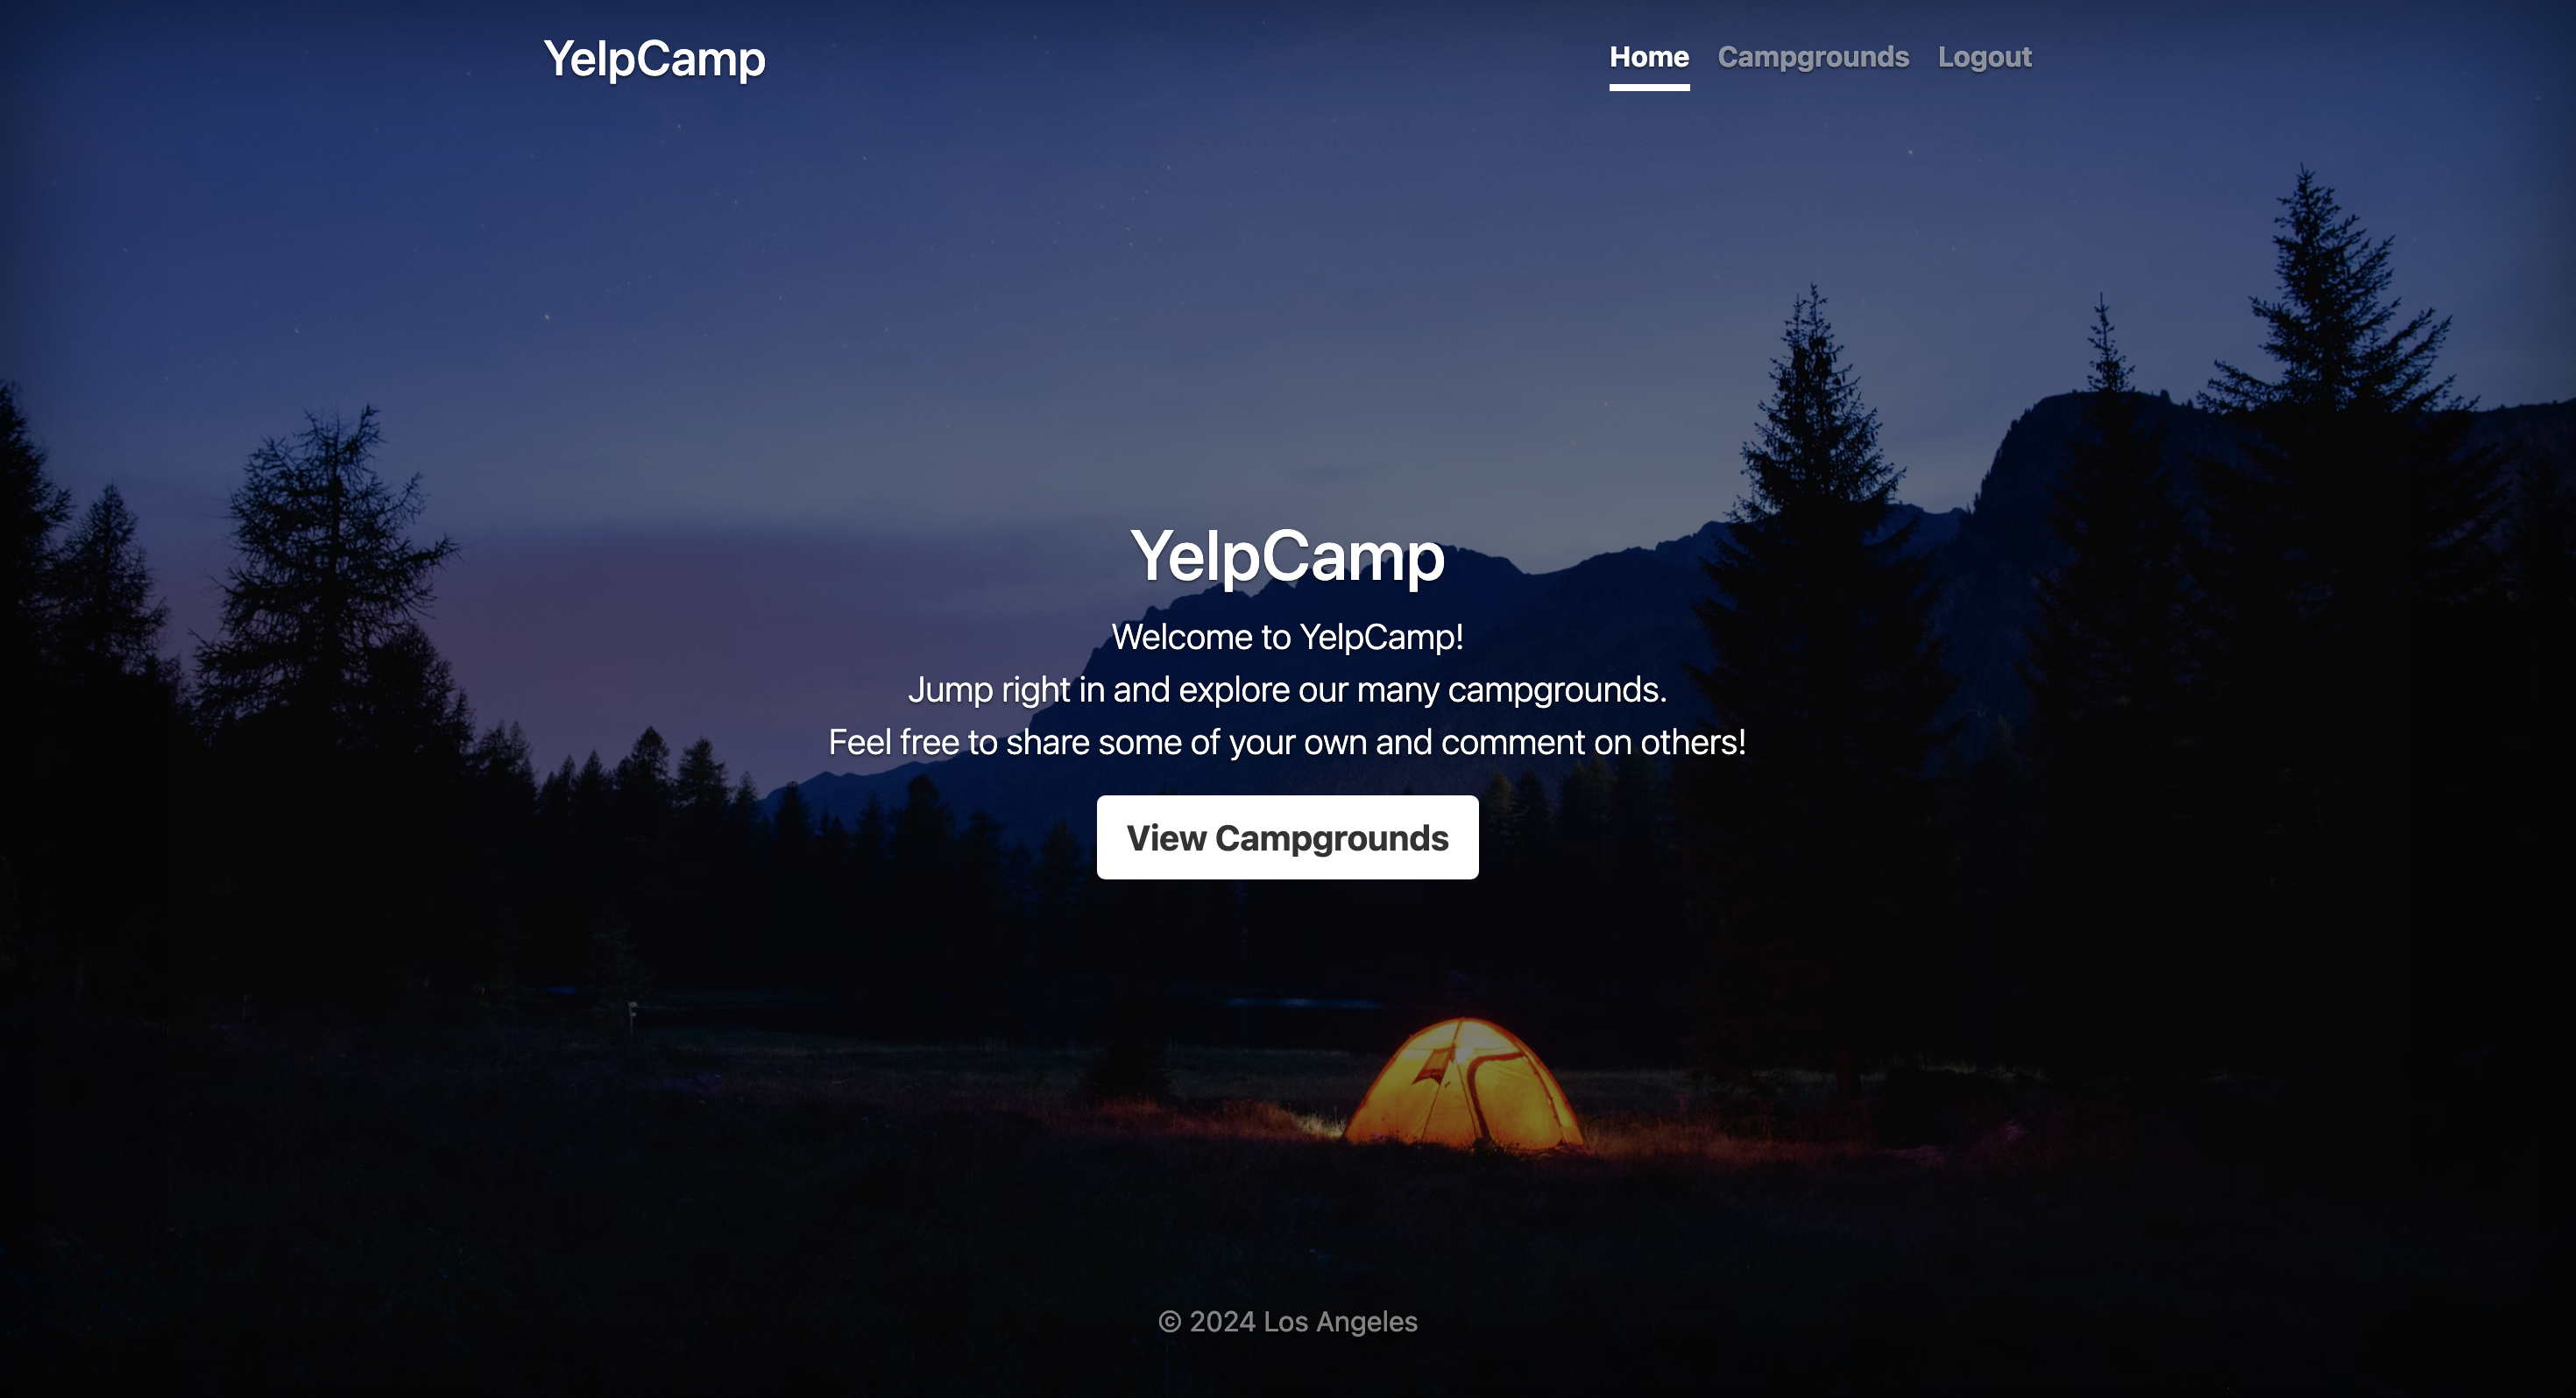 YelpCamp
Home Campgrounds Logout
YelpCamp
Welcome to YelpCamp!
Jump right in and explore our many campgrounds.
Feel free to share some of your own and comment on others!
View Campgrounds
© 2024 Los Angeles